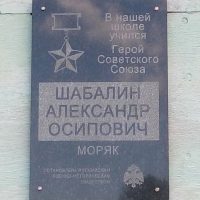 В нашей
школе
учился
Герой
Советского
Союза
ШАБАЛИН
АЛЕКСАНДР
ОСИПОВИЧ
МОРЯК